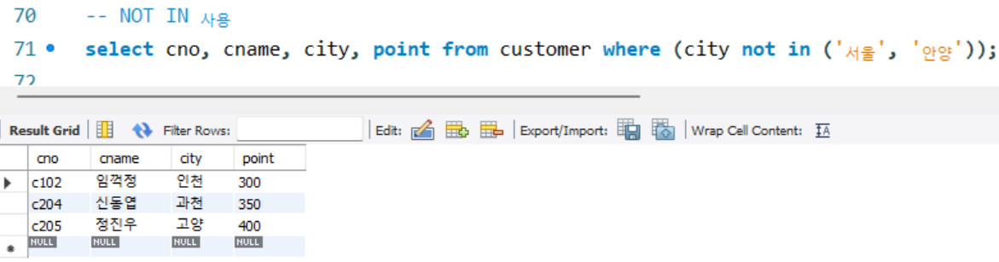 70 -- NOT IN 사용
71 select cno, cname, city, point from customer where (city not in ('서울', '안양'));
72
Result Grid Filter Rows: Edit: Export/Import: Wrap Cell Content:
cno cname city point
c102 임꺽정 인천 300
c204 신동엽 과천 350
c205 정진우 고양 400
NULL NULL NULL NULL